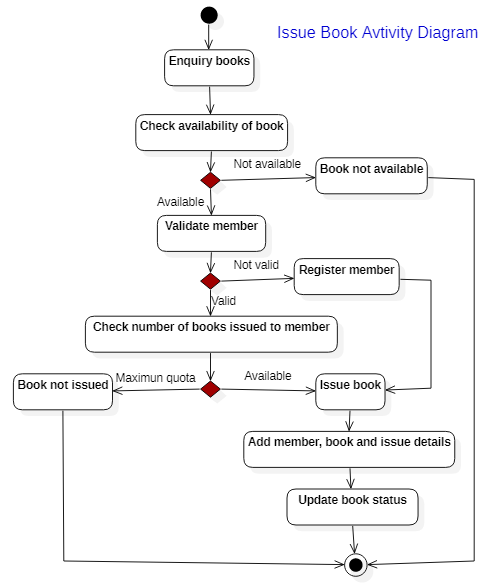 Issue Book Avtivity Diagram
Enquiry books
Check availability of book
Not available
Book not available
Available
Validate member
Not valid
Register member
Valid
Check number of books issued to member
Book not issued
Maximun quota
Available
Issue book
Add member, book and issue details
Update book status